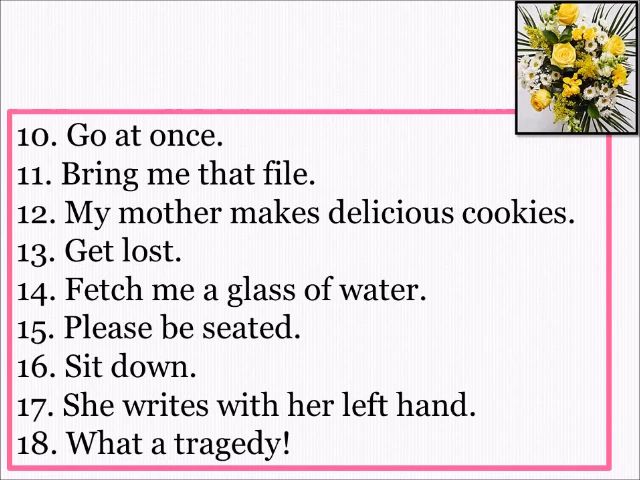 10. Go at once.
11. Bring me that file.
12. My mother makes delicious cookies.
13. Get lost.
14. Fetch me a glass of water.
15. Please be seated.
16. Sit down.
17. She writes with her left hand.
18. What a tragedy!